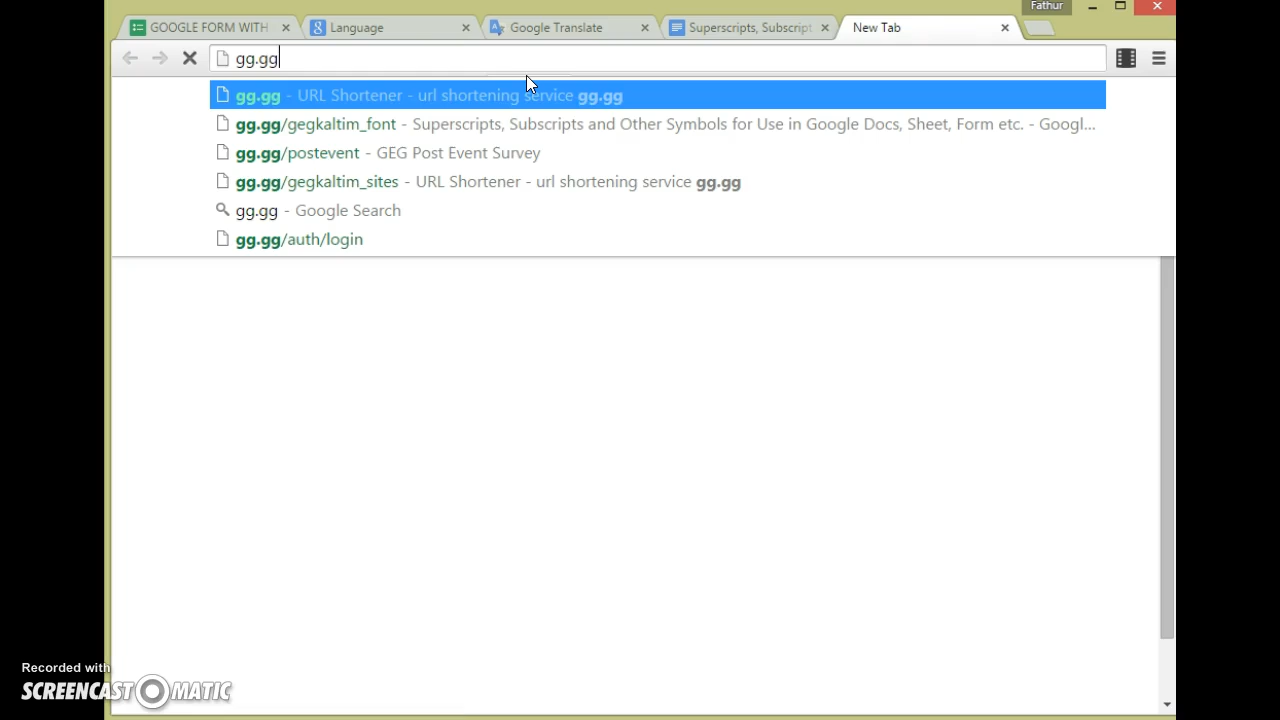 Fathur
GOOGLE FORM WITH
Language
Google Translate
Superscripts, Subscript
New Tab
gg.gg
gg.gg - URL Shortener - url shortening service gg.gg
gg.gg/gegkaltim_font - Superscripts, Subscripts and Other Symbols for Use in Google Docs, Sheet, Form etc. - Googl...
gg.gg/postevent - GEG Post Event Survey
gg.gg/gegkaltim_sites - URL Shortener - url shortening service gg.gg
gg.gg - Google Search
gg.gg/auth/login
Recorded with
SCREENCAST MATIC